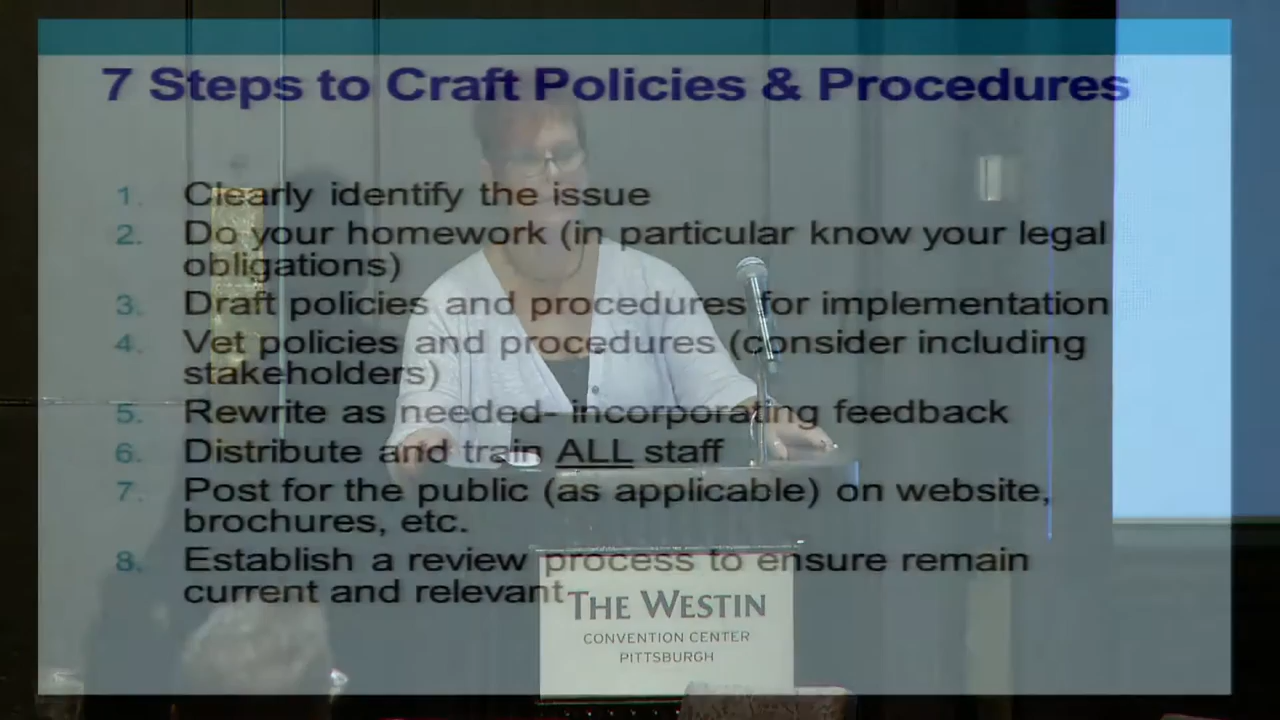 7 Steps to Craft Policies & Procedures
1. Clearly identify the issue
2. Do your homework (in particular know your legal
obligations)
3. Draft policies and procedures for implementation
4. Vet policies and procedures (consider including
stakeholders)
5. Rewrite as needed- incorporating feedback
6. Distribute and train ALL staff
7. Post for the public (as applicable) on website,
brochures, etc.
8. Establish a review process to ensure remain
current and relevant
THE WESTIN
CONVENTION CENTER
PITTSBURGH